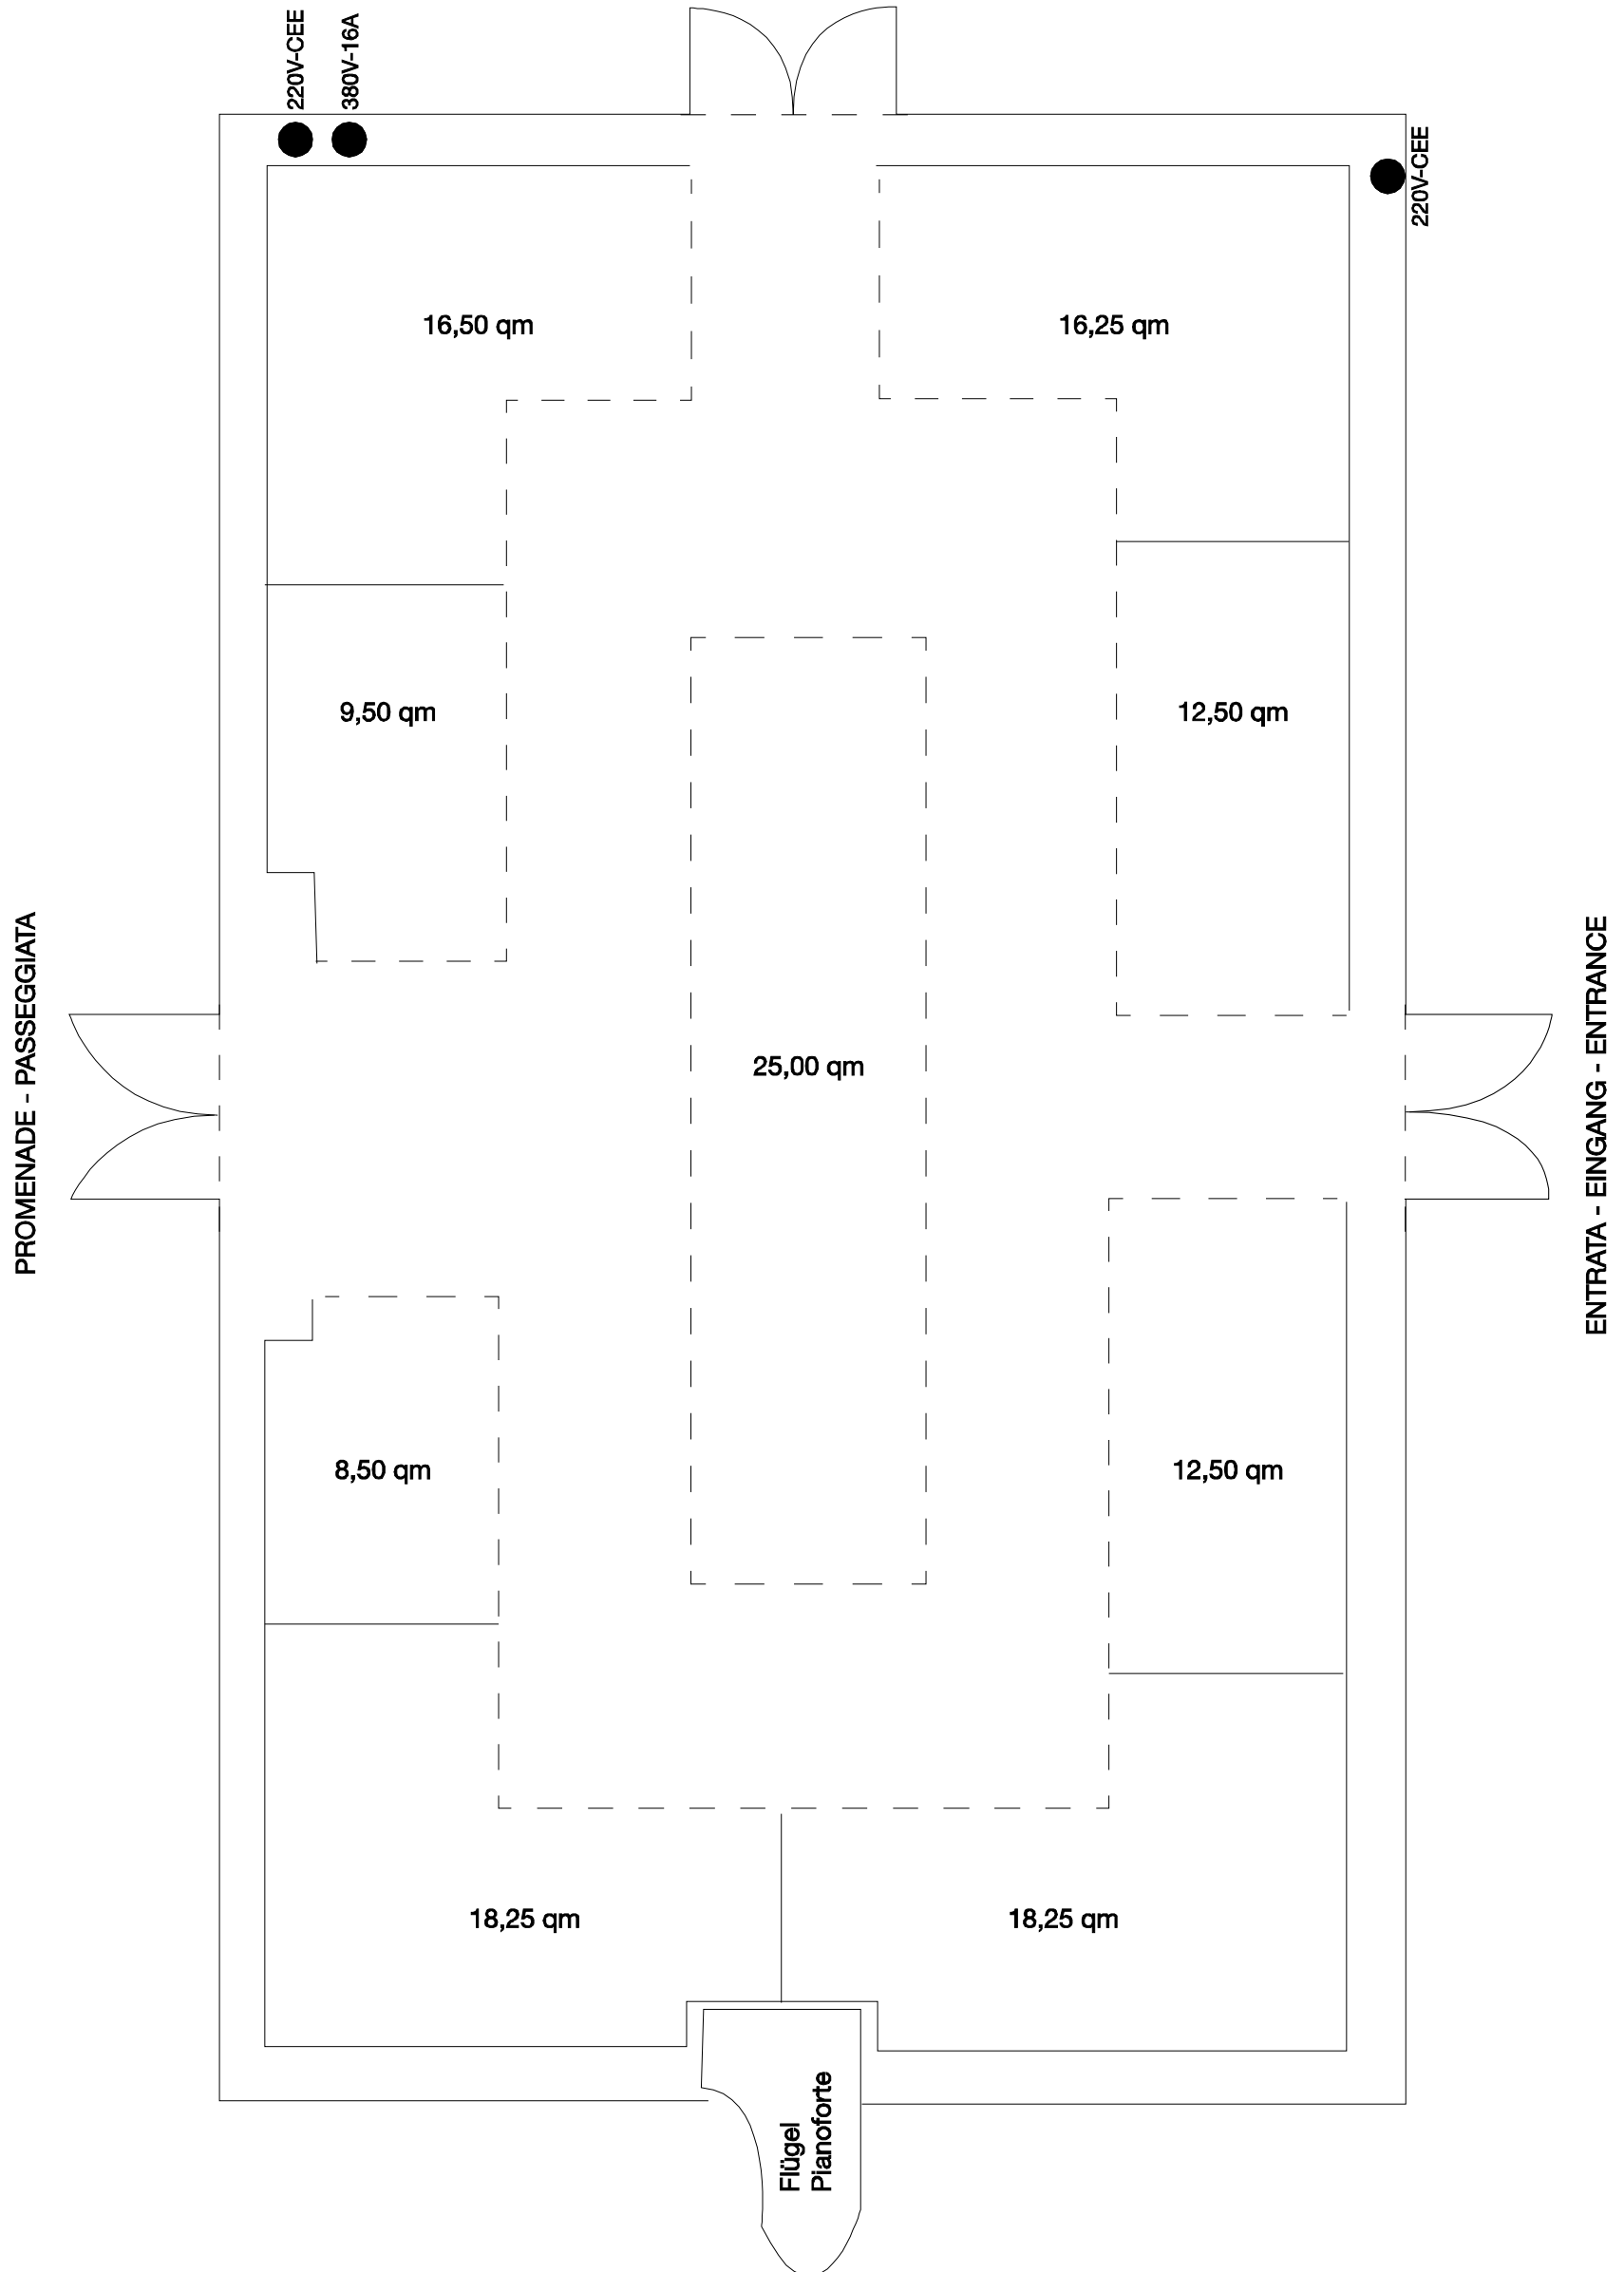 220V-CEE
380V-16A
220V-CEE
16,50 qm
16,25 qm
9,50 qm
12,50 qm
PROMENADE - PASSEGGIATA
ENTRATA - EINGANG - ENTRANCE
25,00 qm
8,50 qm
12,50 qm
18,25 qm
18,25 qm
Flügel
Pianoforte